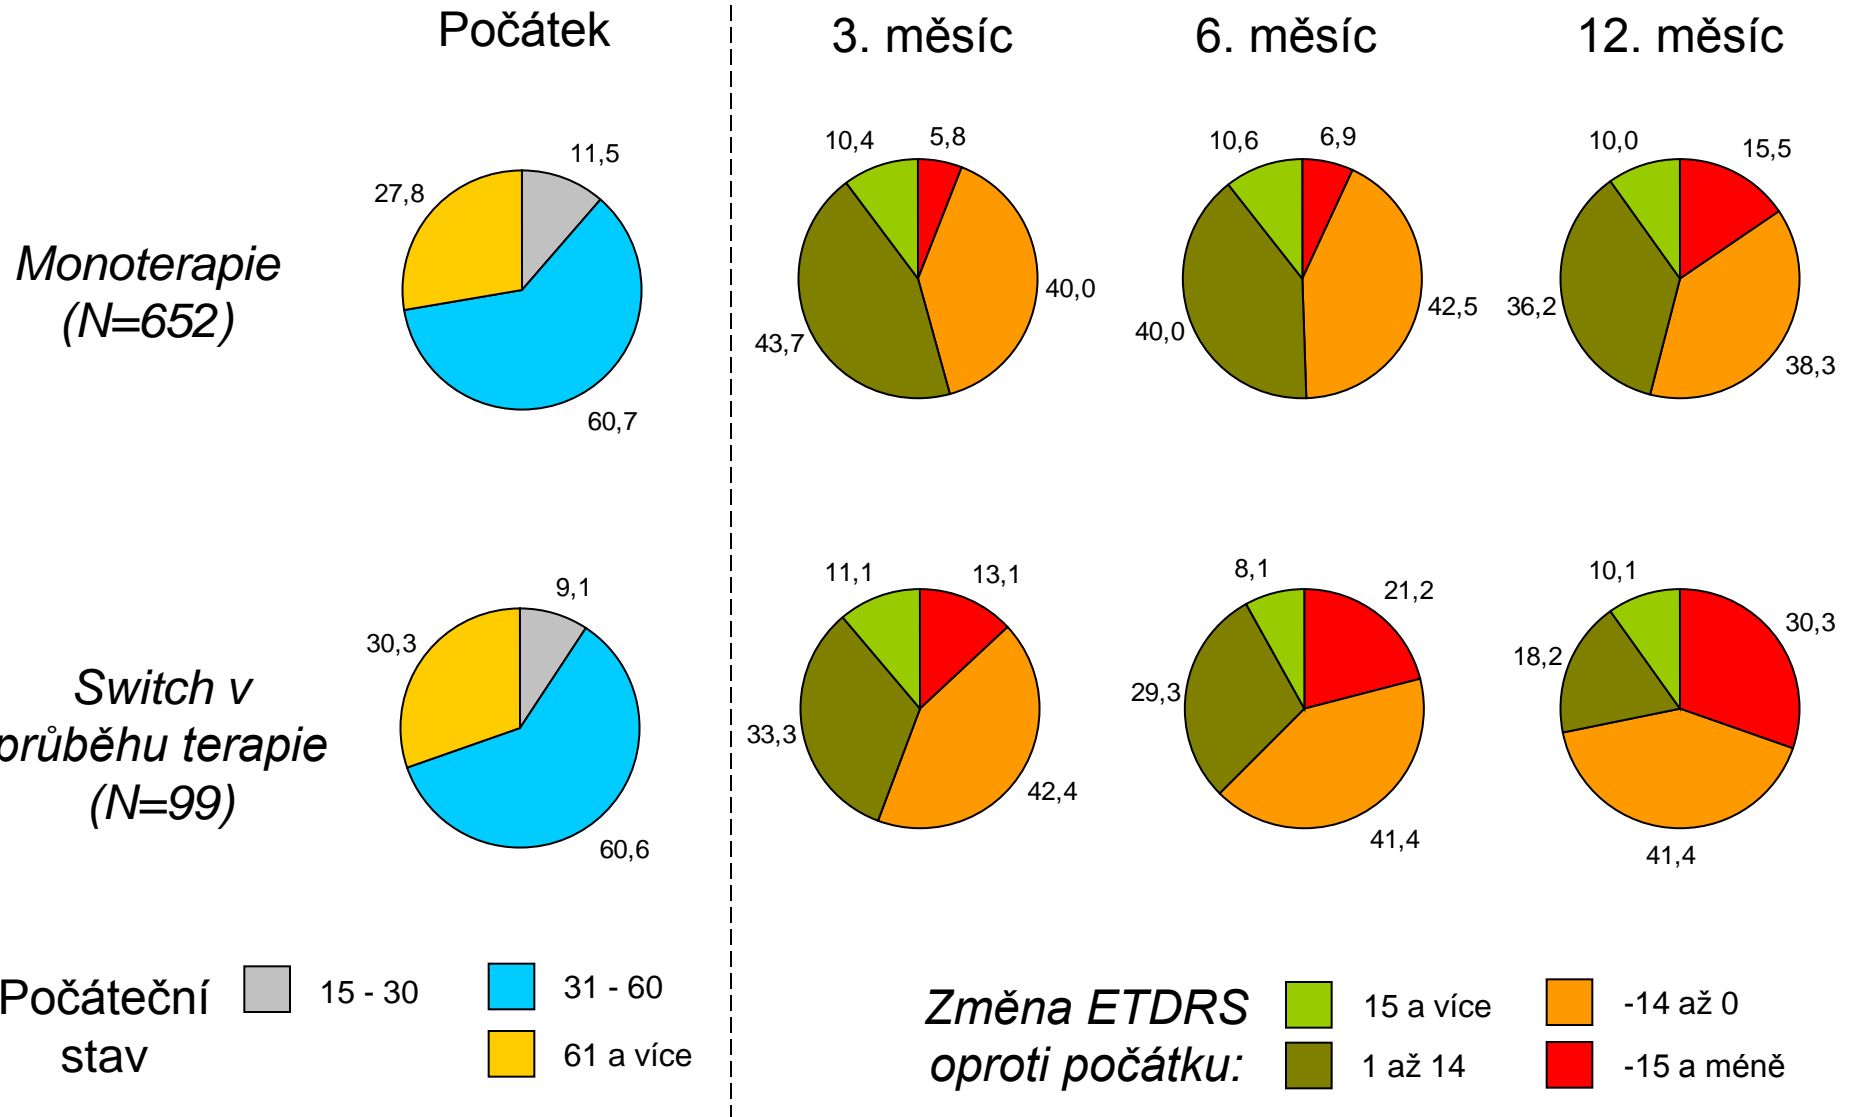 Počátek
3. měsíc
6. měsíc
12. měsíc
Monoterapie
(N=652)
11,5
27,8
60,7
10,4
5,8
40,0
43,7
10,6
6,9
42,5
40,0
10,0
15,5
36,2
38,3
Switch v
průběhu terapie
(N=99)
9,1
30,3
60,6
11,1
13,1
33,3
42,4
8,1
21,2
29,3
41,4
10,1
30,3
18,2
41,4
Počáteční
stav
15 - 30
31 - 60
61 a více
Změna ETDRS
oproti počátku:
15 a více
-14 až 0
1 až 14
-15 a méně